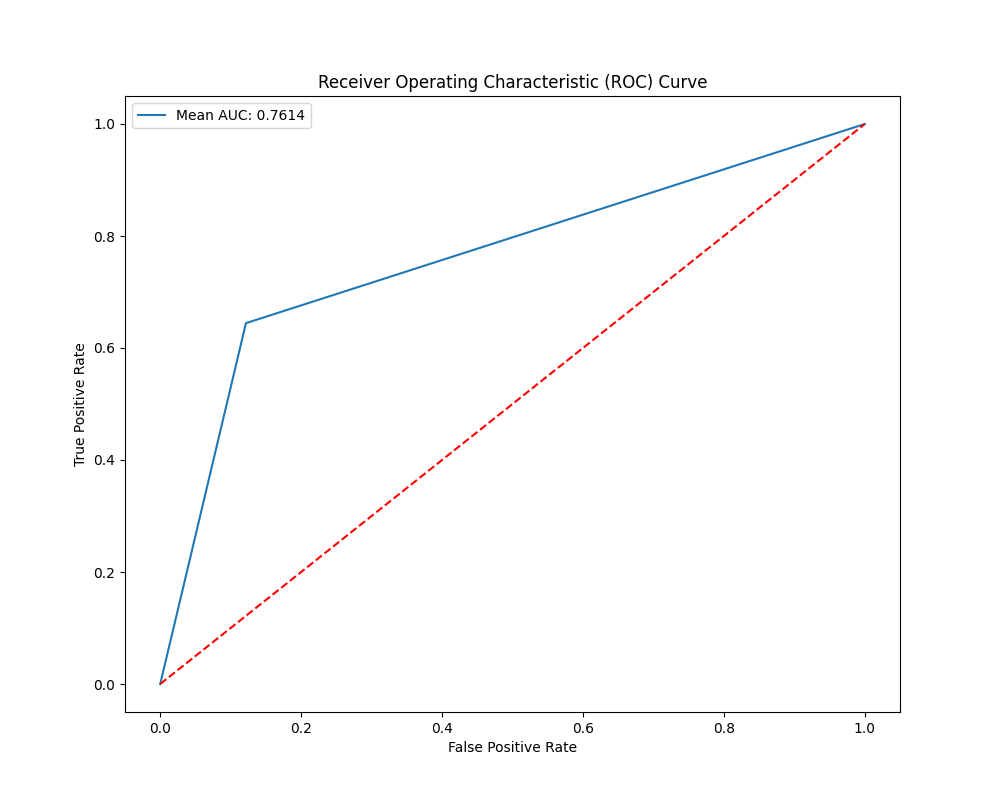 Receiver Operating Characteristic (ROC) Curve
Mean AUC: 0.7614
1.0
0.8
0.6
0.4
0.2
0.0
True Positive Rate
0.0 0.2 0.4 0.6 0.8 1.0
False Positive Rate